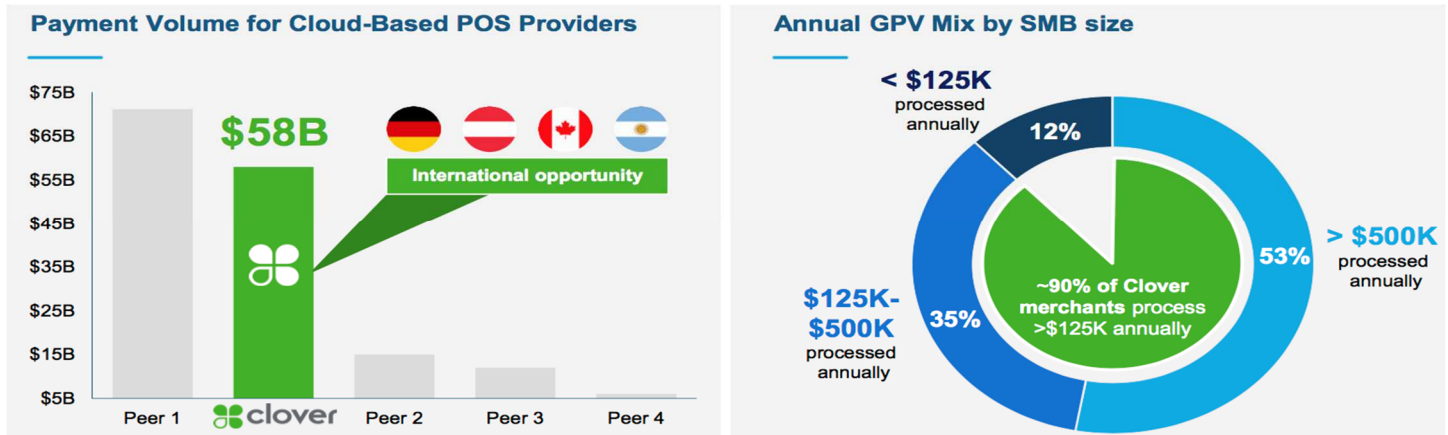 Payment Volume for Cloud-Based POS Providers
$75B
$65B
$55B
$45B
$35B
$25B
$15B
$5B
$58B
International opportunity
Peer 1
clover
Peer 2
Peer 3
Peer 4
Annual GPV Mix by SMB size
< $125K
processed
annually
12%
> $500K
processed
annually
53%
$125K-
$500K
processed
annually
35%
~90% of Clover
merchants process
>$125K annually